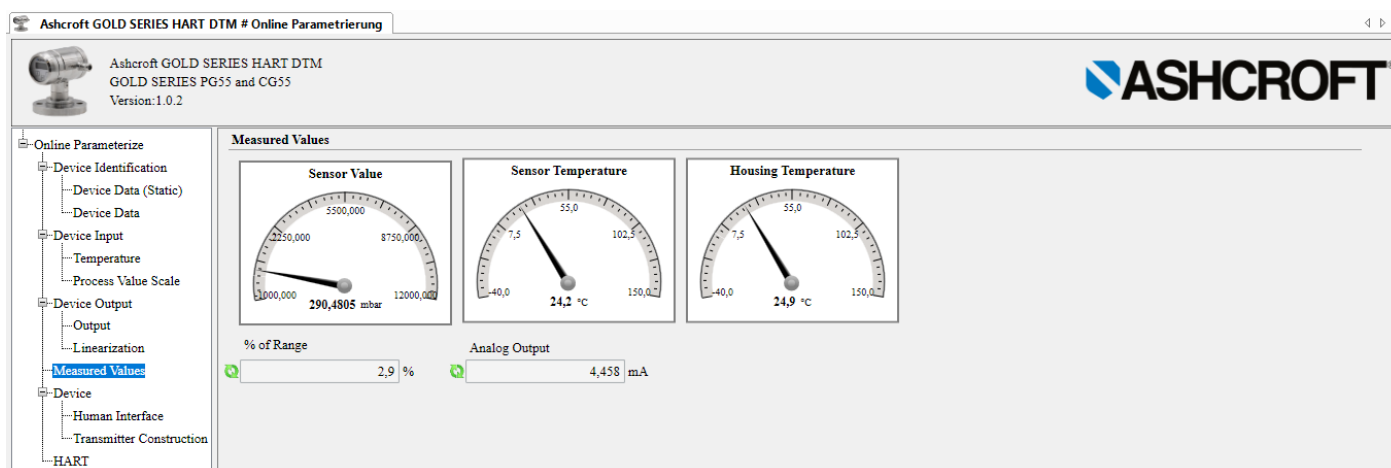 Ashcroft GOLD SERIES HART DTM # Online Parametrierung
Ashcroft GOLD SERIES HART DTM
GOLD SERIES PG55 and CG55
Version:1.0.2
ASHCROFT
Online Parameterize
Device Identification
Device Data (Static)
Device Data
Device Input
Temperature
Process Value Scale
Device Output
Output
Linearization
Measured Values
Device
Human Interface
Transmitter Construction
HART
Measured Values
Sensor Value
5500,000
2250,000 8750,000
-1000,000 12000,000
290,4805 mbar
Sensor Temperature
55,0
7,5 102,5
-40,0 150,0
24,2 °C
Housing Temperature
55,0
7,5 102,5
-40,0 150,0
24,9 °C
% of Range
2,9 %
Analog Output
4,458 mA